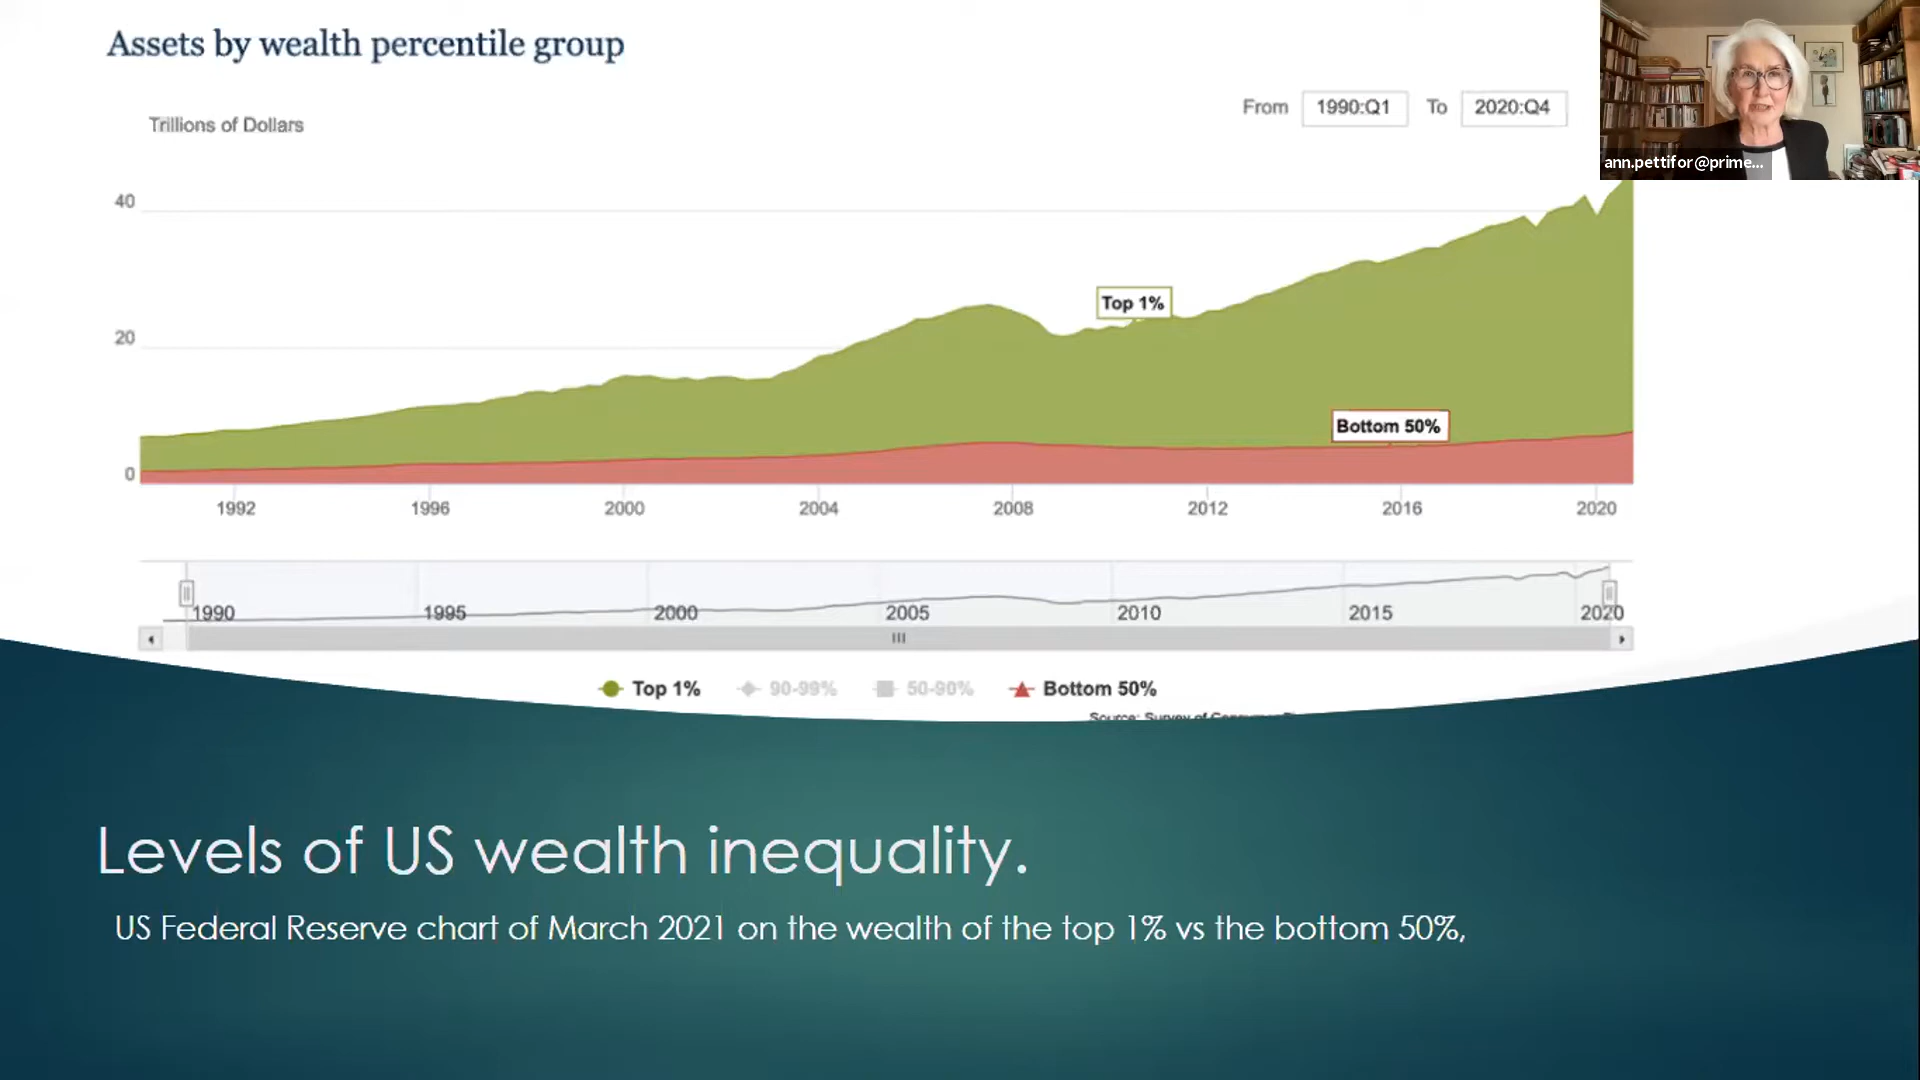 Assets by wealth percentile group
Trillions of Dollars
From 1990:Q1 To 2020:Q4
ann.pettifor@prime...
40
20
0
Top 1%
Bottom 50%
1992 1996 2000 2004 2008 2012 2016 2020
1990 1995 2000 2005 2010 2015 2020
Top 1% 90-99% 50-90% Bottom 50%
Source: Survey of
Levels of US wealth inequality.
US Federal Reserve chart of March 2021 on the wealth of the top 1% vs the bottom 50%,